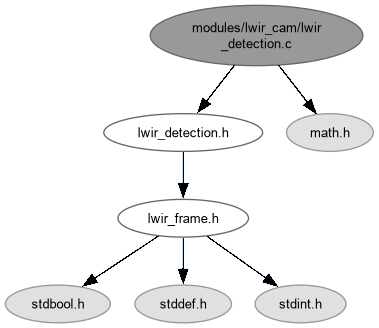 modules/lwir_cam/lwir
_detection.c
lwir_detection.h
math.h
lwir_frame.h
stdbool.h
stddef.h
stdint.h